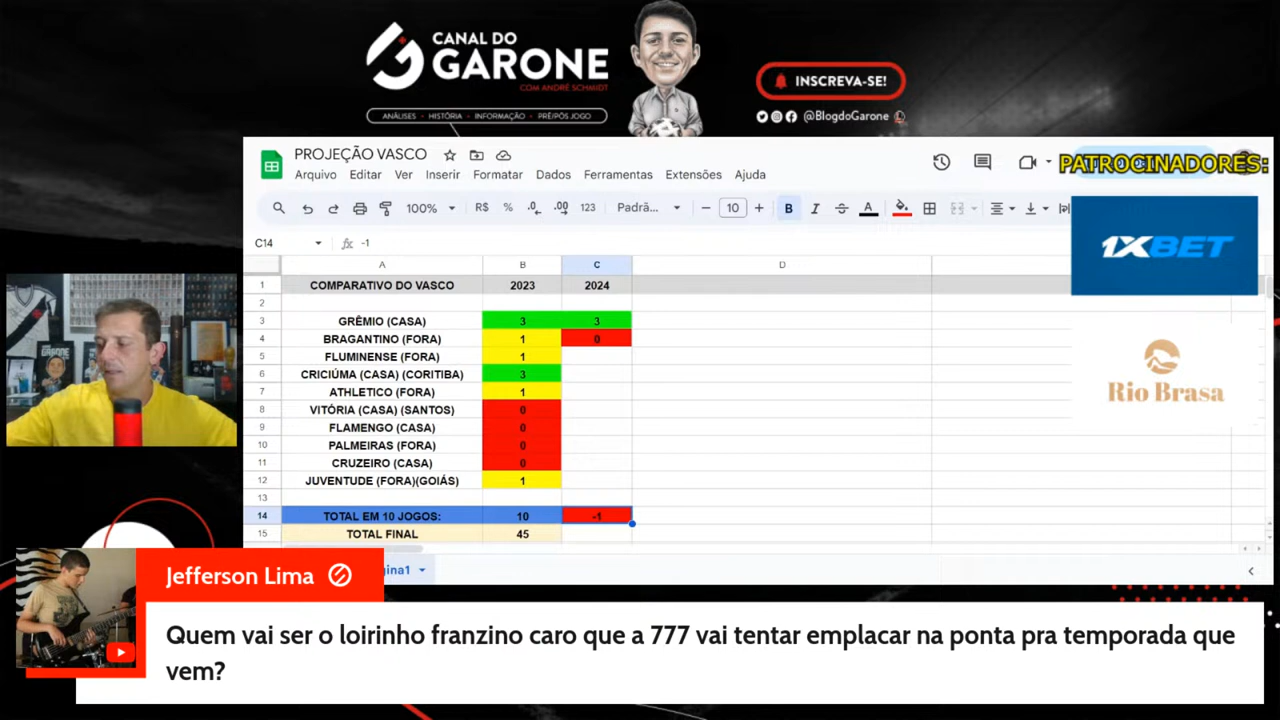 CANAL DO
GARONE
COM ANDRÉ SCHMIDT
ANÁLISES - HISTÓRIA - INFORMAÇÃO - PRÉ/PÓS JOGO
INSCREVA-SE!
@BlogdoGarone
PROJEÇÃO VASCO
Arquivo Editar Ver Inserir Formatar Dados Ferramentas Extensões Ajuda
PATROCINADORES:
100% R$ % .0 .00 123 Padrã... − 10 + B I A
C14 fx -1
A B C D
1 COMPARATIVO DO VASCO 2023 2024
2
3 GRÊMIO (CASA) 3 3
4 BRAGANTINO (FORA) 1 0
5 FLUMINENSE (FORA) 1
6 CRICIÚMA (CASA) (CORITIBA) 3
7 ATHLETICO (FORA) 1
8 VITÓRIA (CASA) (SANTOS) 0
9 FLAMENGO (CASA) 0
10 PALMEIRAS (FORA) 0
11 CRUZEIRO (CASA) 0
12 JUVENTUDE (FORA)(GOIÁS) 1
13
14 TOTAL EM 10 JOGOS: 10 -1
15 TOTAL FINAL 45
1XBET
Rio Brasa
GARONE
ina1
Jefferson Lima
Quem vai ser o loirinho franzino caro que a 777 vai tentar emplacar na ponta pra temporada que
vem?